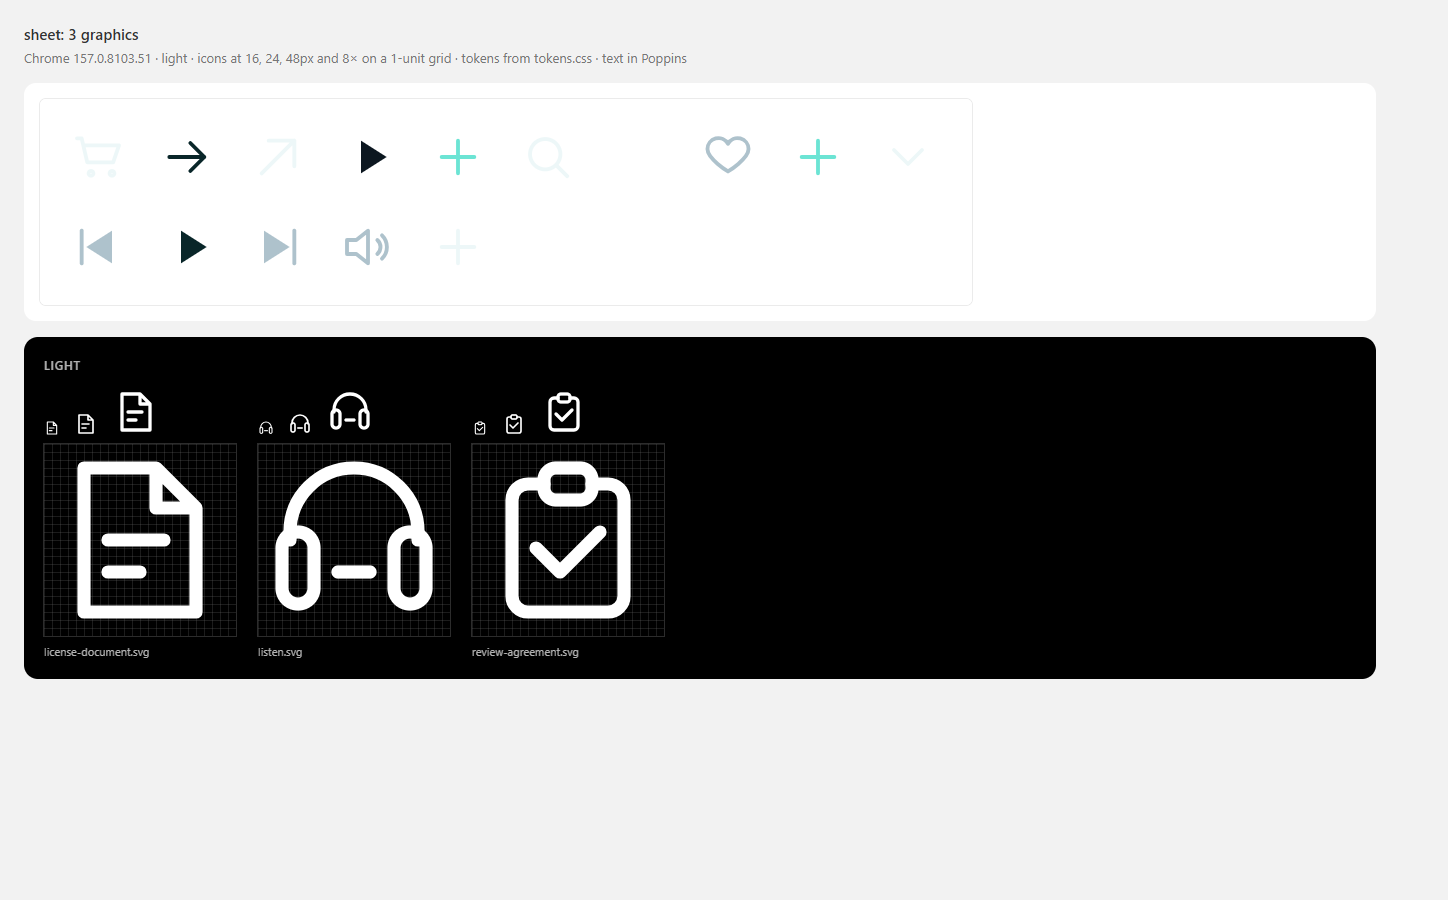 sheet: 3 graphics
Chrome 157.0.8103.51 · light · icons at 16, 24, 48px and 8× on a 1-unit grid · tokens from tokens.css · text in Poppins
LIGHT
license-document.svg
listen.svg
review-agreement.svg